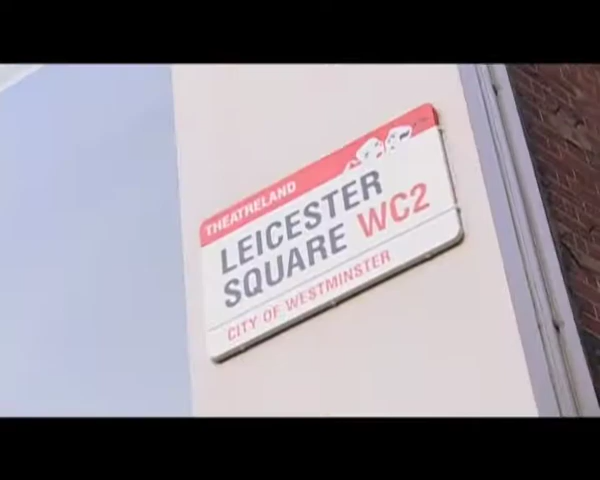 THEATRELAND
LEICESTER
SQUARE WC2
CITY OF WESTMINSTER